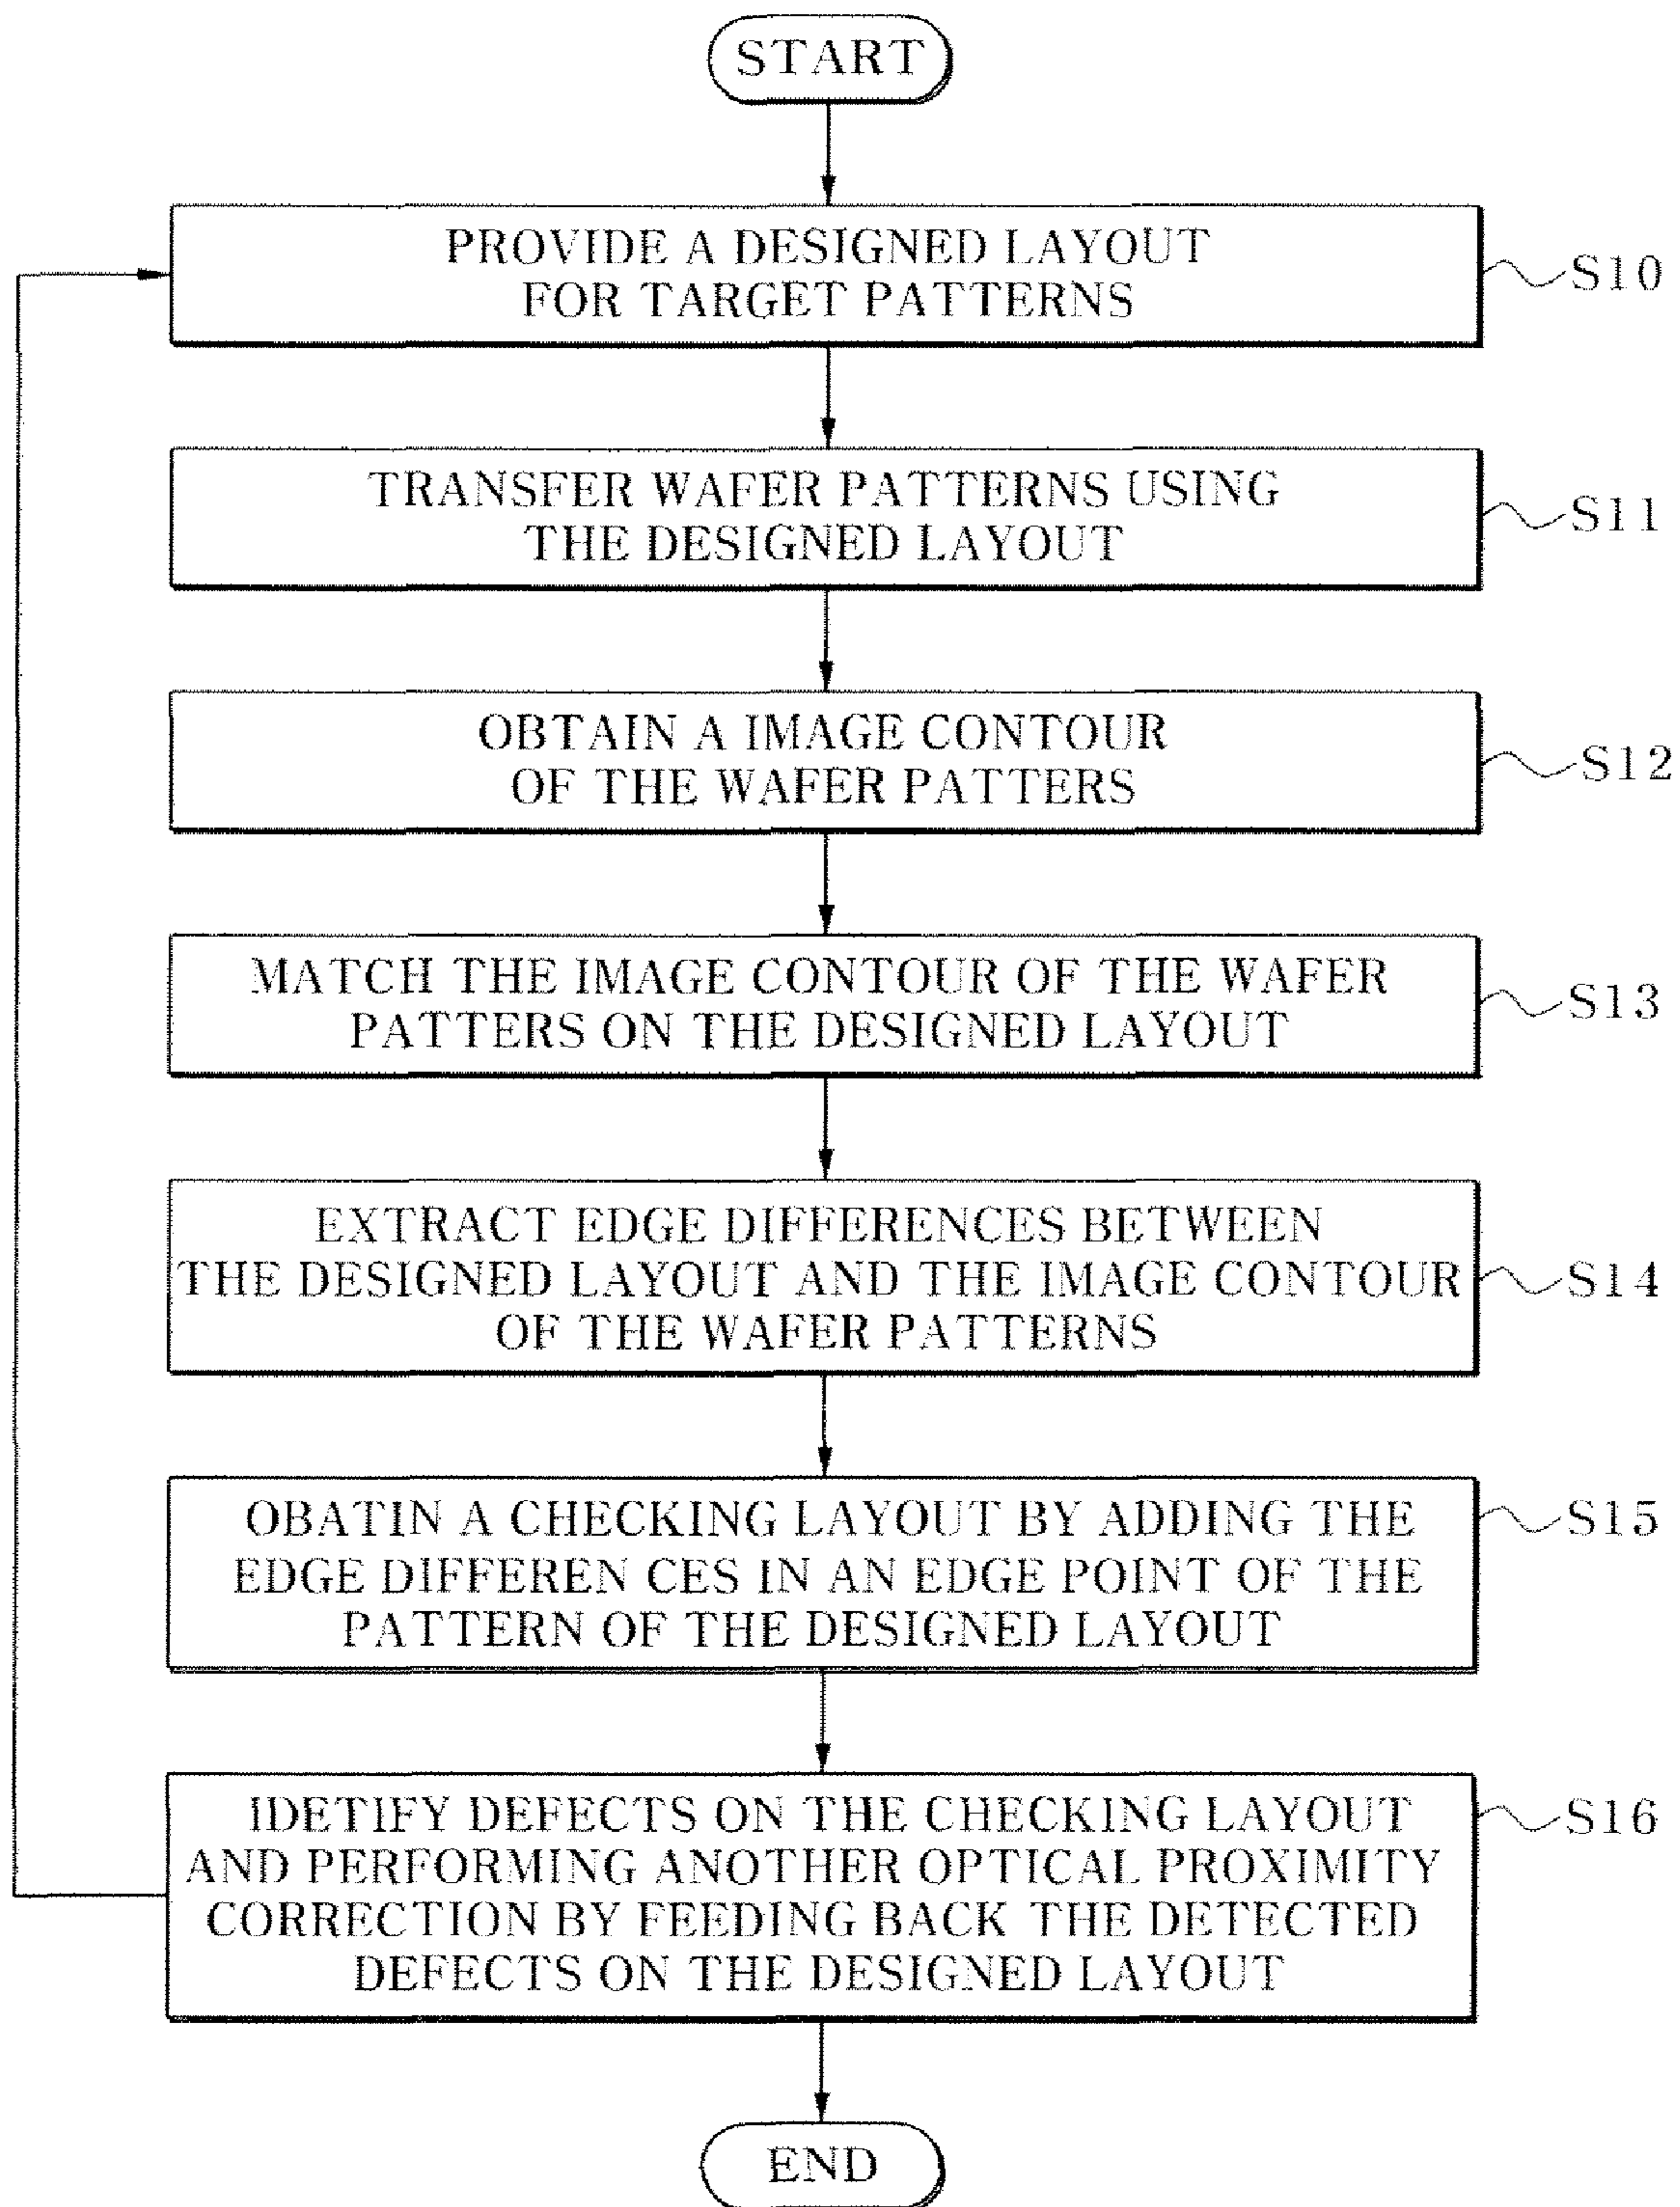 START
PROVIDE A DESIGNED LAYOUT
FOR TARGET PATTERNS
S10
TRANSFER WAFER PATTERNS USING
THE DESIGNED LAYOUT
S11
OBTAIN A IMAGE CONTOUR
OF THE WAFER PATTERS
S12
MATCH THE IMAGE CONTOUR OF THE WAFER
PATTERS ON THE DESIGNED LAYOUT
S13
EXTRACT EDGE DIFFERENCES BETWEEN
THE DESIGNED LAYOUT AND THE IMAGE CONTOUR
OF THE WAFER PATTERNS
S14
OBATIN A CHECKING LAYOUT BY ADDING THE
EDGE DIFFEREN CES IN AN EDGE POINT OF THE
PATTERN OF THE DESIGNED LAYOUT
S15
IDETIFY DEFECTS ON THE CHECKING LAYOUT
AND PERFORMING ANOTHER OPTICAL PROXIMITY
CORRECTION BY FEEDING BACK THE DETECTED
DEFECTS ON THE DESIGNED LAYOUT
S16
END